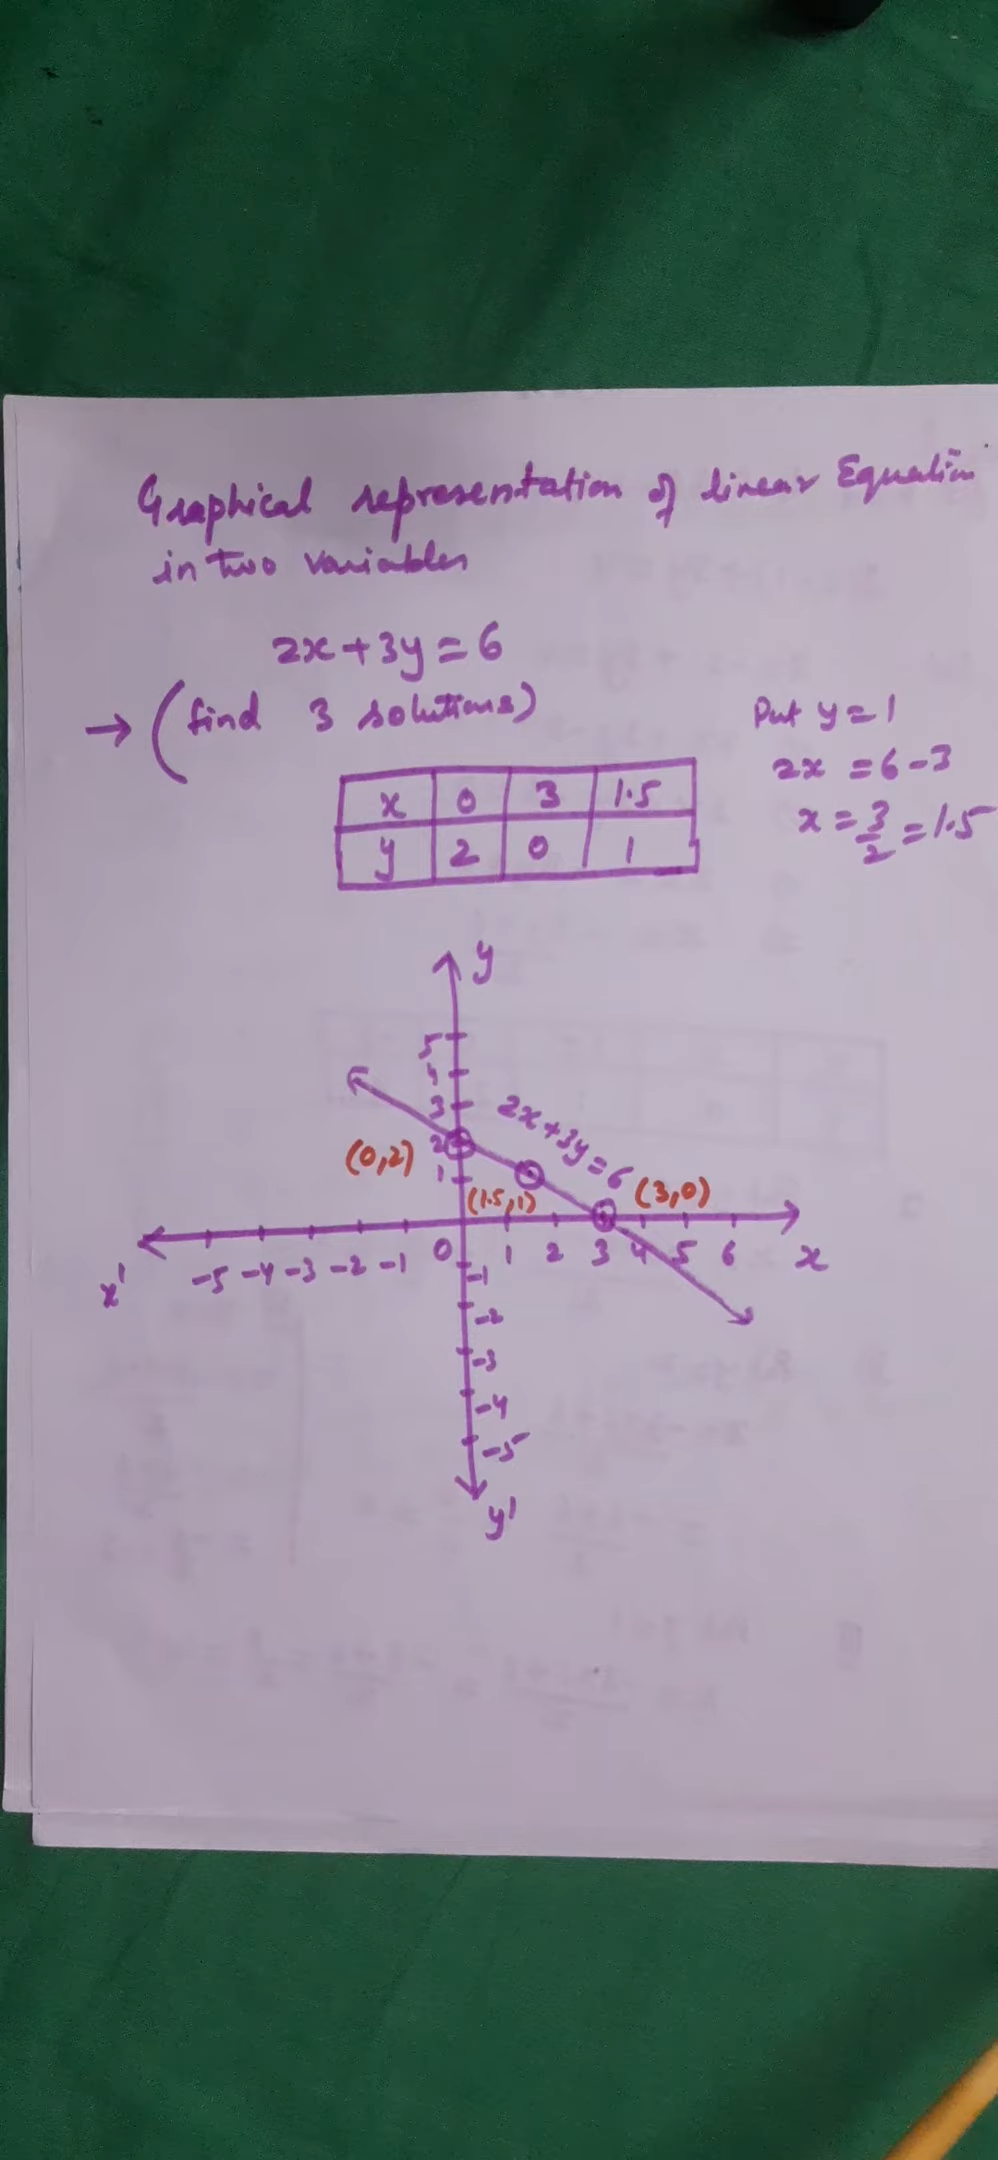 Graphical representation of linear Equation
in two variables
2x+3y=6
→ (find 3 solutions)
Put y=1
2x =6-3
x=3/2=1.5
x 0 3 1.5
y 2 0 1
y
5
4
3
2
1
2x+3y=6
(0,2)
(1.5,1)
(3,0)
x'
-5 -4 -3 -2 -1 0 1 2 3 4 5 6 x
-1
-2
-3
-4
-5
y'